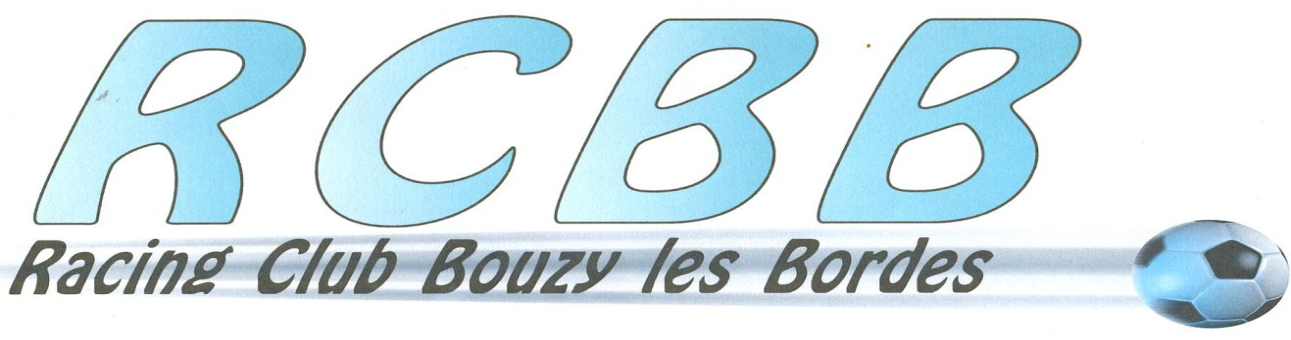 RCBB
Racing Club Bouzy les Bordes